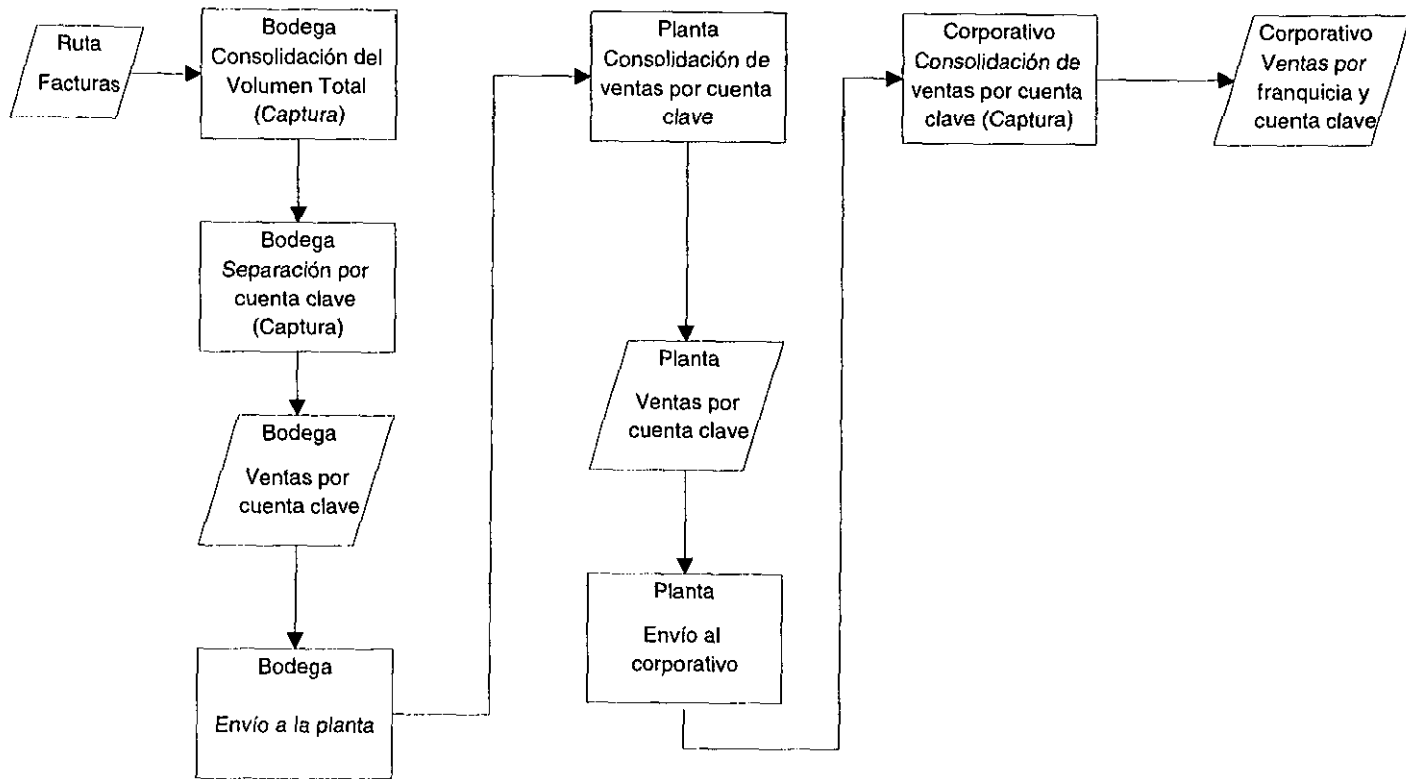 Ruta
Facturas
Bodega
Consolidación del
Volumen Total
(Captura)
Bodega
Separación por
cuenta clave
(Captura)
Bodega
Ventas por
cuenta clave
Bodega
Envío a la planta
Planta
Consolidación de
ventas por cuenta
clave
Planta
Ventas por
cuenta clave
Planta
Envío al
corporativo
Corporativo
Consolidación de
ventas por cuenta
clave (Captura)
Corporativo
Ventas por
franquicia y
cuenta clave